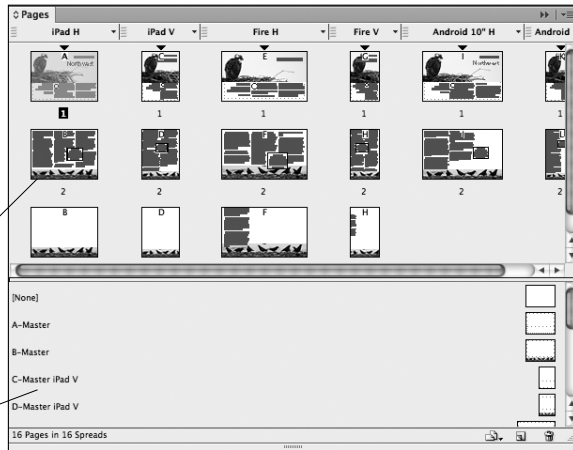 Pages
iPad H iPad V Fire H Fire V Android 10" H Android
A C E G I K
Northwest Northwest
1 1 1 1 1
B D F H L
2 2 2 2 2 2
B D F H
[None]
A-Master
B-Master
C-Master iPad V
D-Master iPad V
16 Pages in 16 Spreads